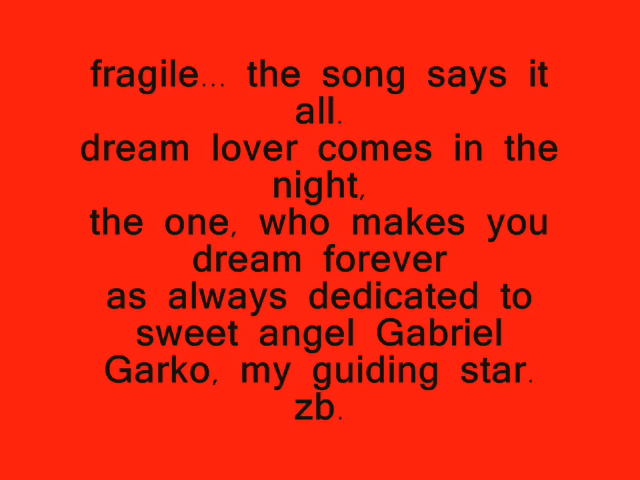 fragile... the song says it
all.
dream lover comes in the
night,
the one, who makes you
dream forever
as always dedicated to
sweet angel Gabriel
Garko, my guiding star.
zb.